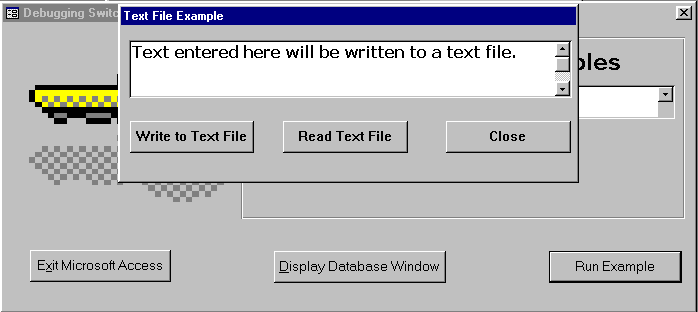 Debugging Switc
Text File Example
Text entered here will be written to a text file.
Write to Text File
Read Text File
Close
Exit Microsoft Access
Display Database Window
Run Example